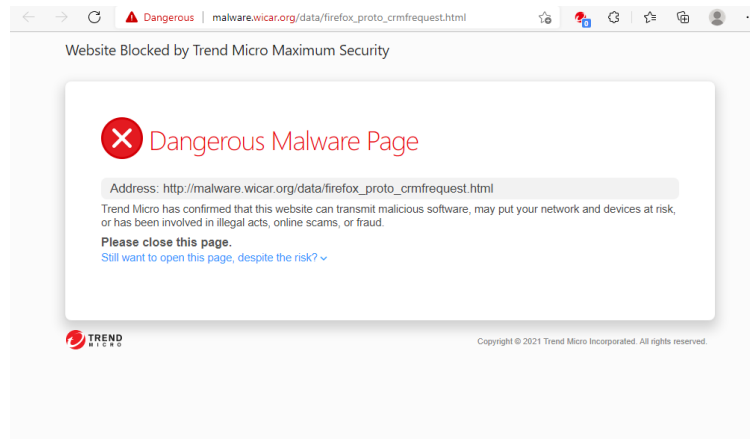 Dangerous | malware.wicar.org/data/firefox_proto_crmfrequest.html
Website Blocked by Trend Micro Maximum Security
Dangerous Malware Page
Address: http://malware.wicar.org/data/firefox_proto_crmfrequest.html
Trend Micro has confirmed that this website can transmit malicious software, may put your network and devices at risk,
or has been involved in illegal acts, online scams, or fraud.
Please close this page.
Still want to open this page, despite the risk?
TREND
MICRO
Copyright © 2021 Trend Micro Incorporated. All rights reserved.